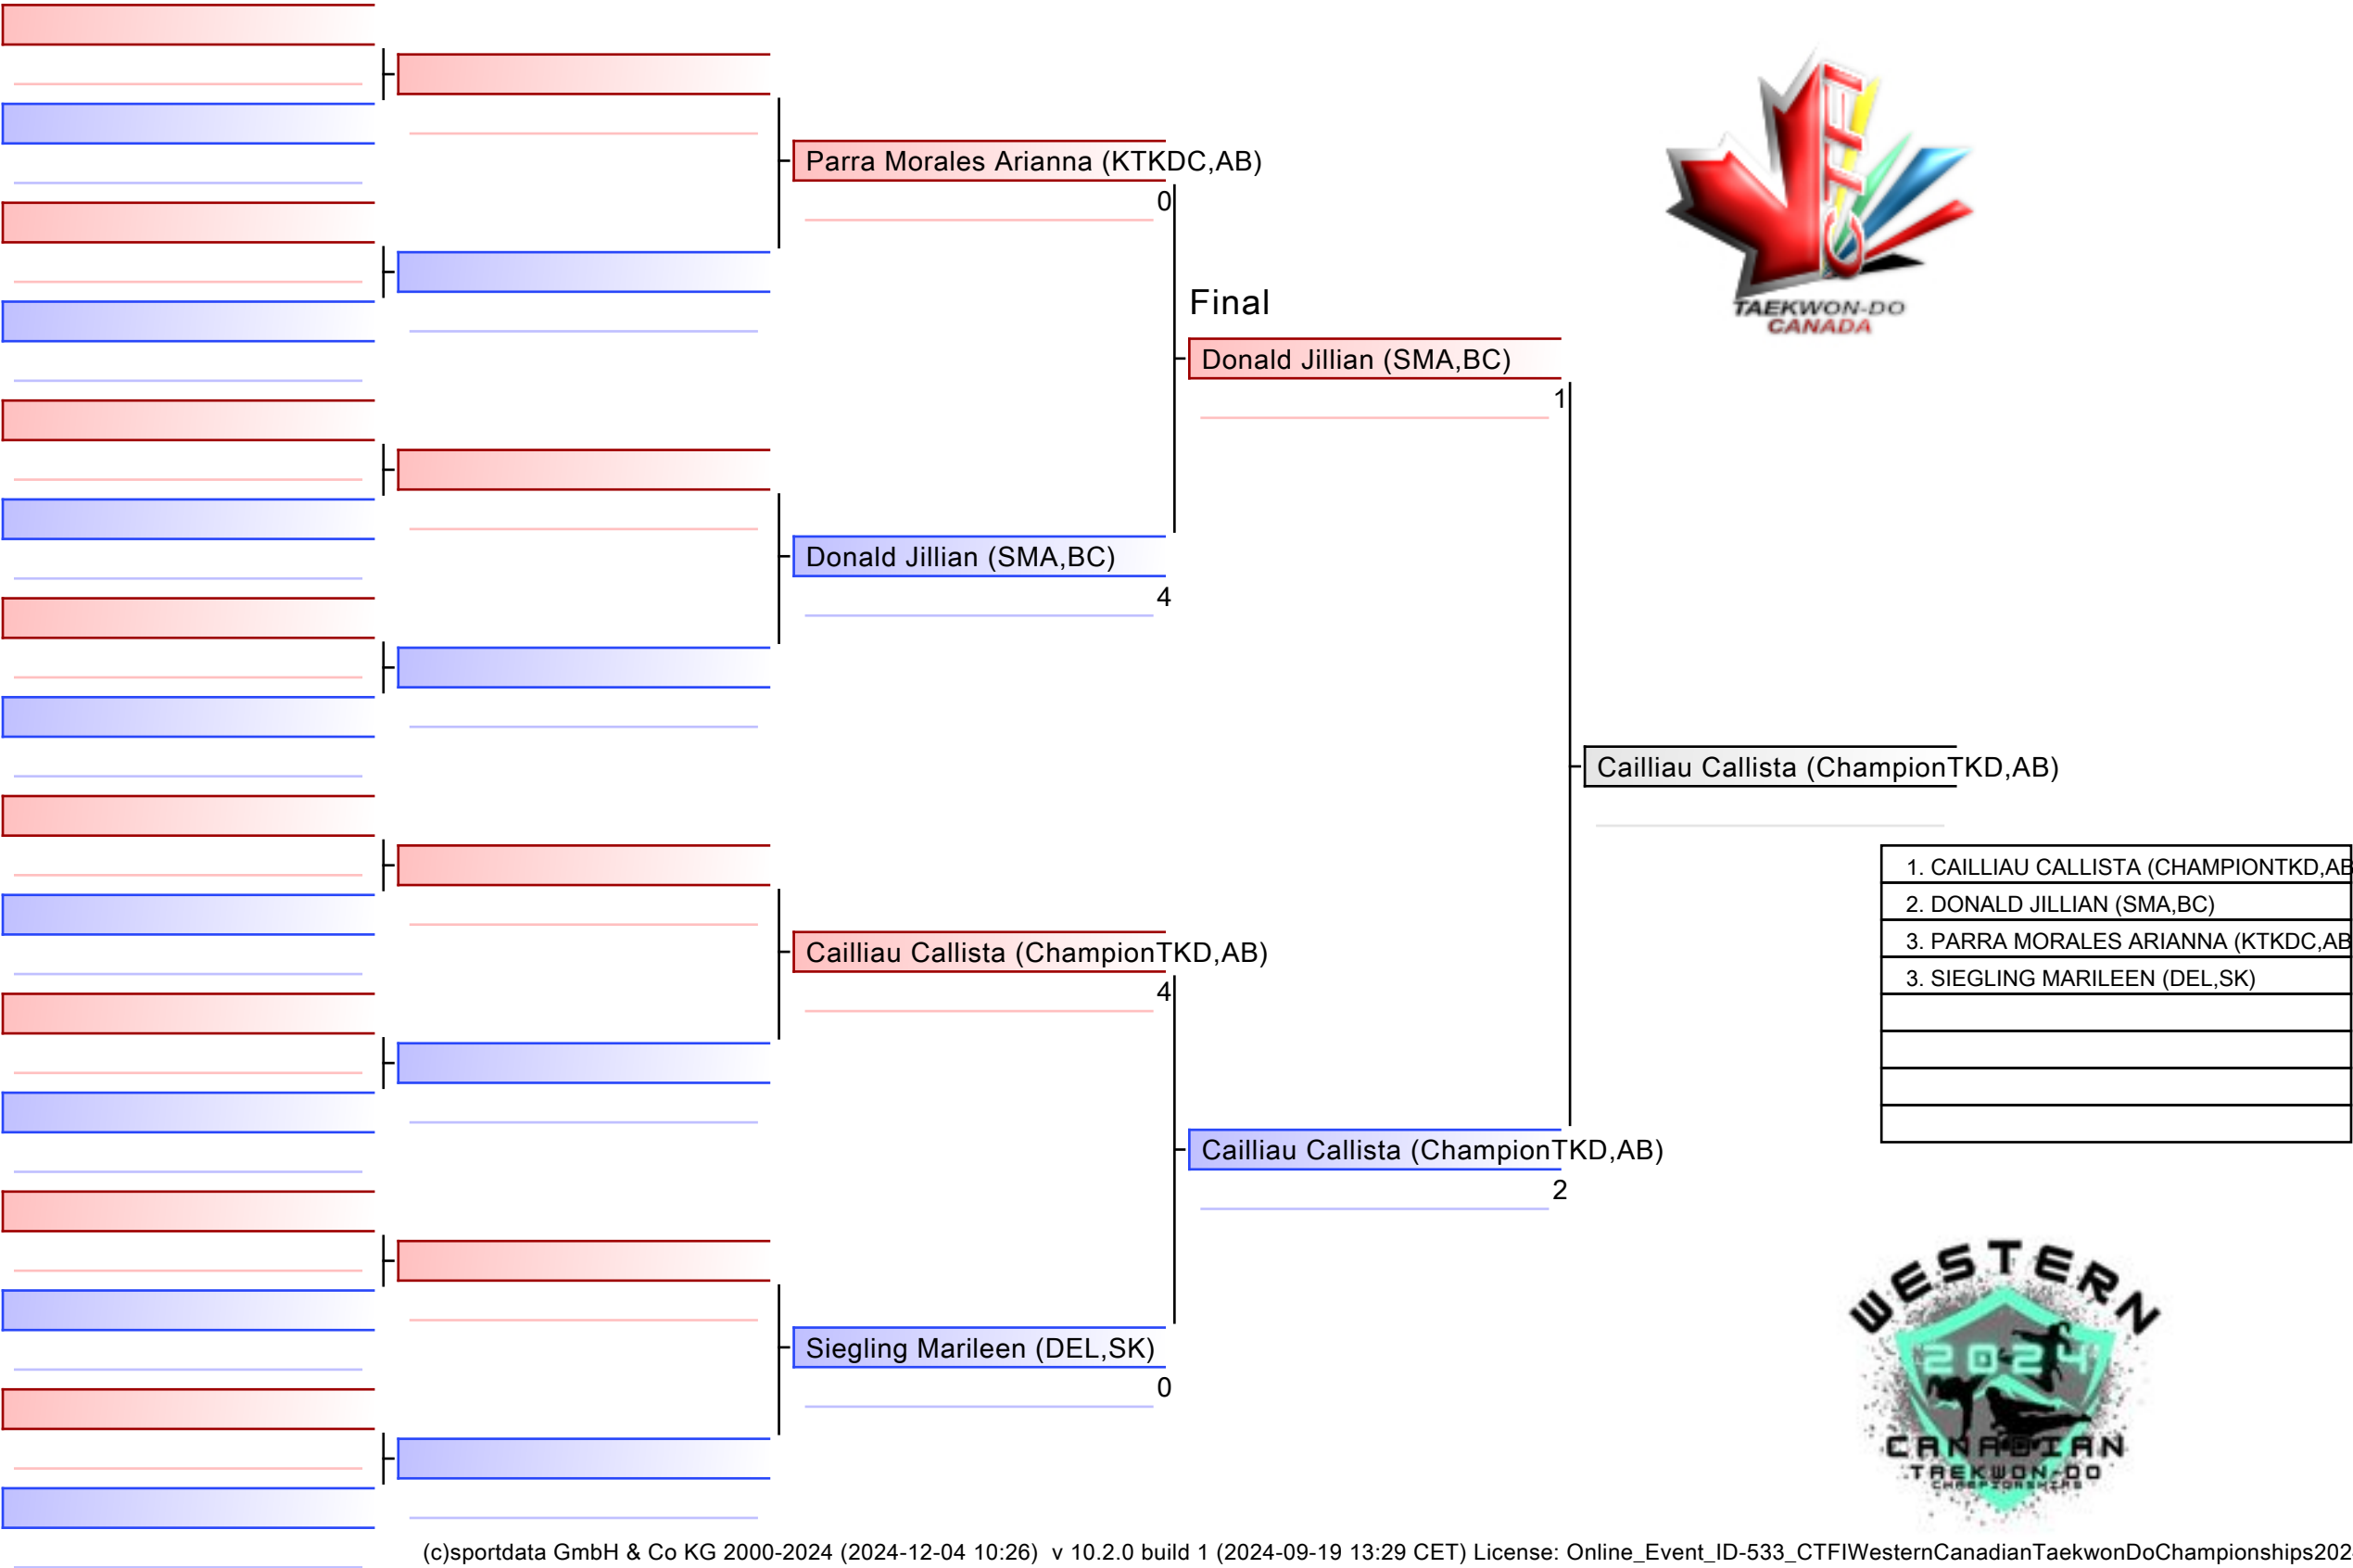 Parra Morales Arianna (KTKDC,AB)
0
Donald Jillian (SMA,BC)
4
Cailliau Callista (ChampionTKD,AB)
4
Siegling Marileen (DEL,SK)
0
Final
Donald Jillian (SMA,BC)
1
Cailliau Callista (ChampionTKD,AB)
2
Cailliau Callista (ChampionTKD,AB)
1. CAILLIAU CALLISTA (CHAMPIONTKD,AB
2. DONALD JILLIAN (SMA,BC)
3. PARRA MORALES ARIANNA (KTKDC,AB
3. SIEGLING MARILEEN (DEL,SK)
CTFI
TAEKWON-DO
CANADA
WESTERN
2024
CANADIAN
TAEKWON-DO
CHAMPIONSHIPS
(c)sportdata GmbH & Co KG 2000-2024 (2024-12-04 10:26) v 10.2.0 build 1 (2024-09-19 13:29 CET) License: Online_Event_ID-533_CTFIWesternCanadianTaekwonDoChampionships202